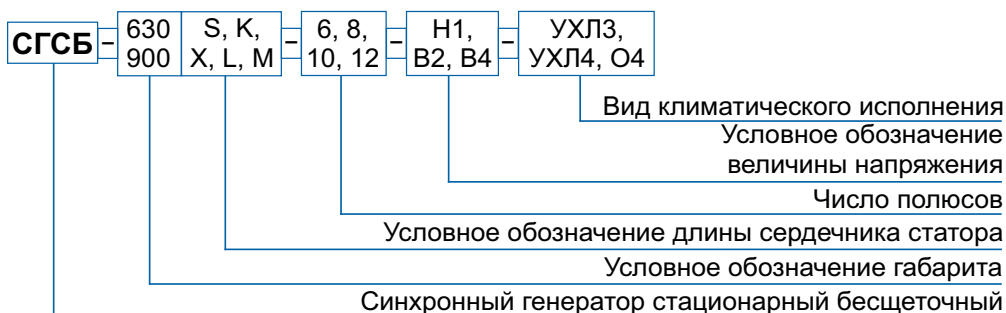 СГСБ – 630 S, K, – 6, 8, – Н1, – УХЛ3,
900 X, L, M 10, 12 В2, В4 УХЛ4, О4
Вид климатического исполнения
Условное обозначение
величины напряжения
Число полюсов
Условное обозначение длины сердечника статора
Условное обозначение габарита
Синхронный генератор стационарный бесщеточный